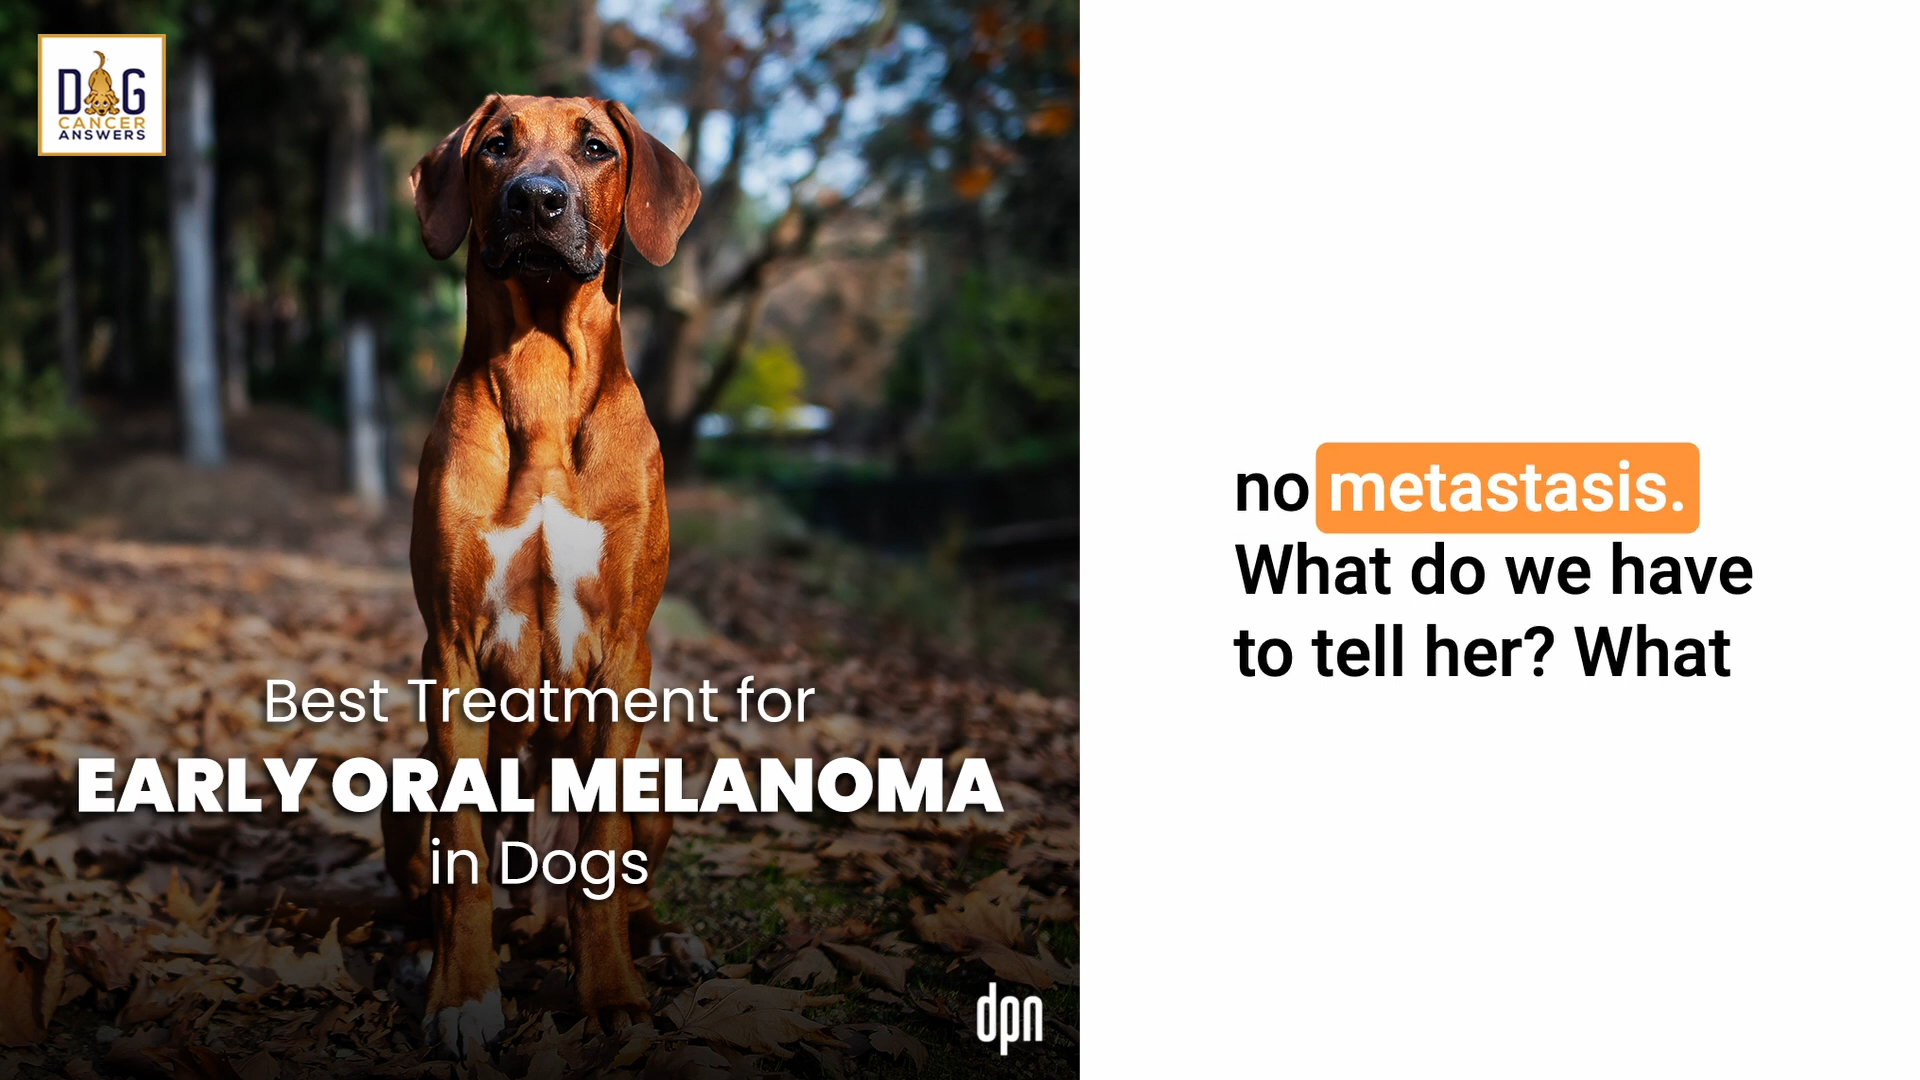 DOG
CANCER
ANSWERS
Best Treatment for
EARLY ORAL MELANOMA
in Dogs
dpn
no metastasis.
What do we have
to tell her? What